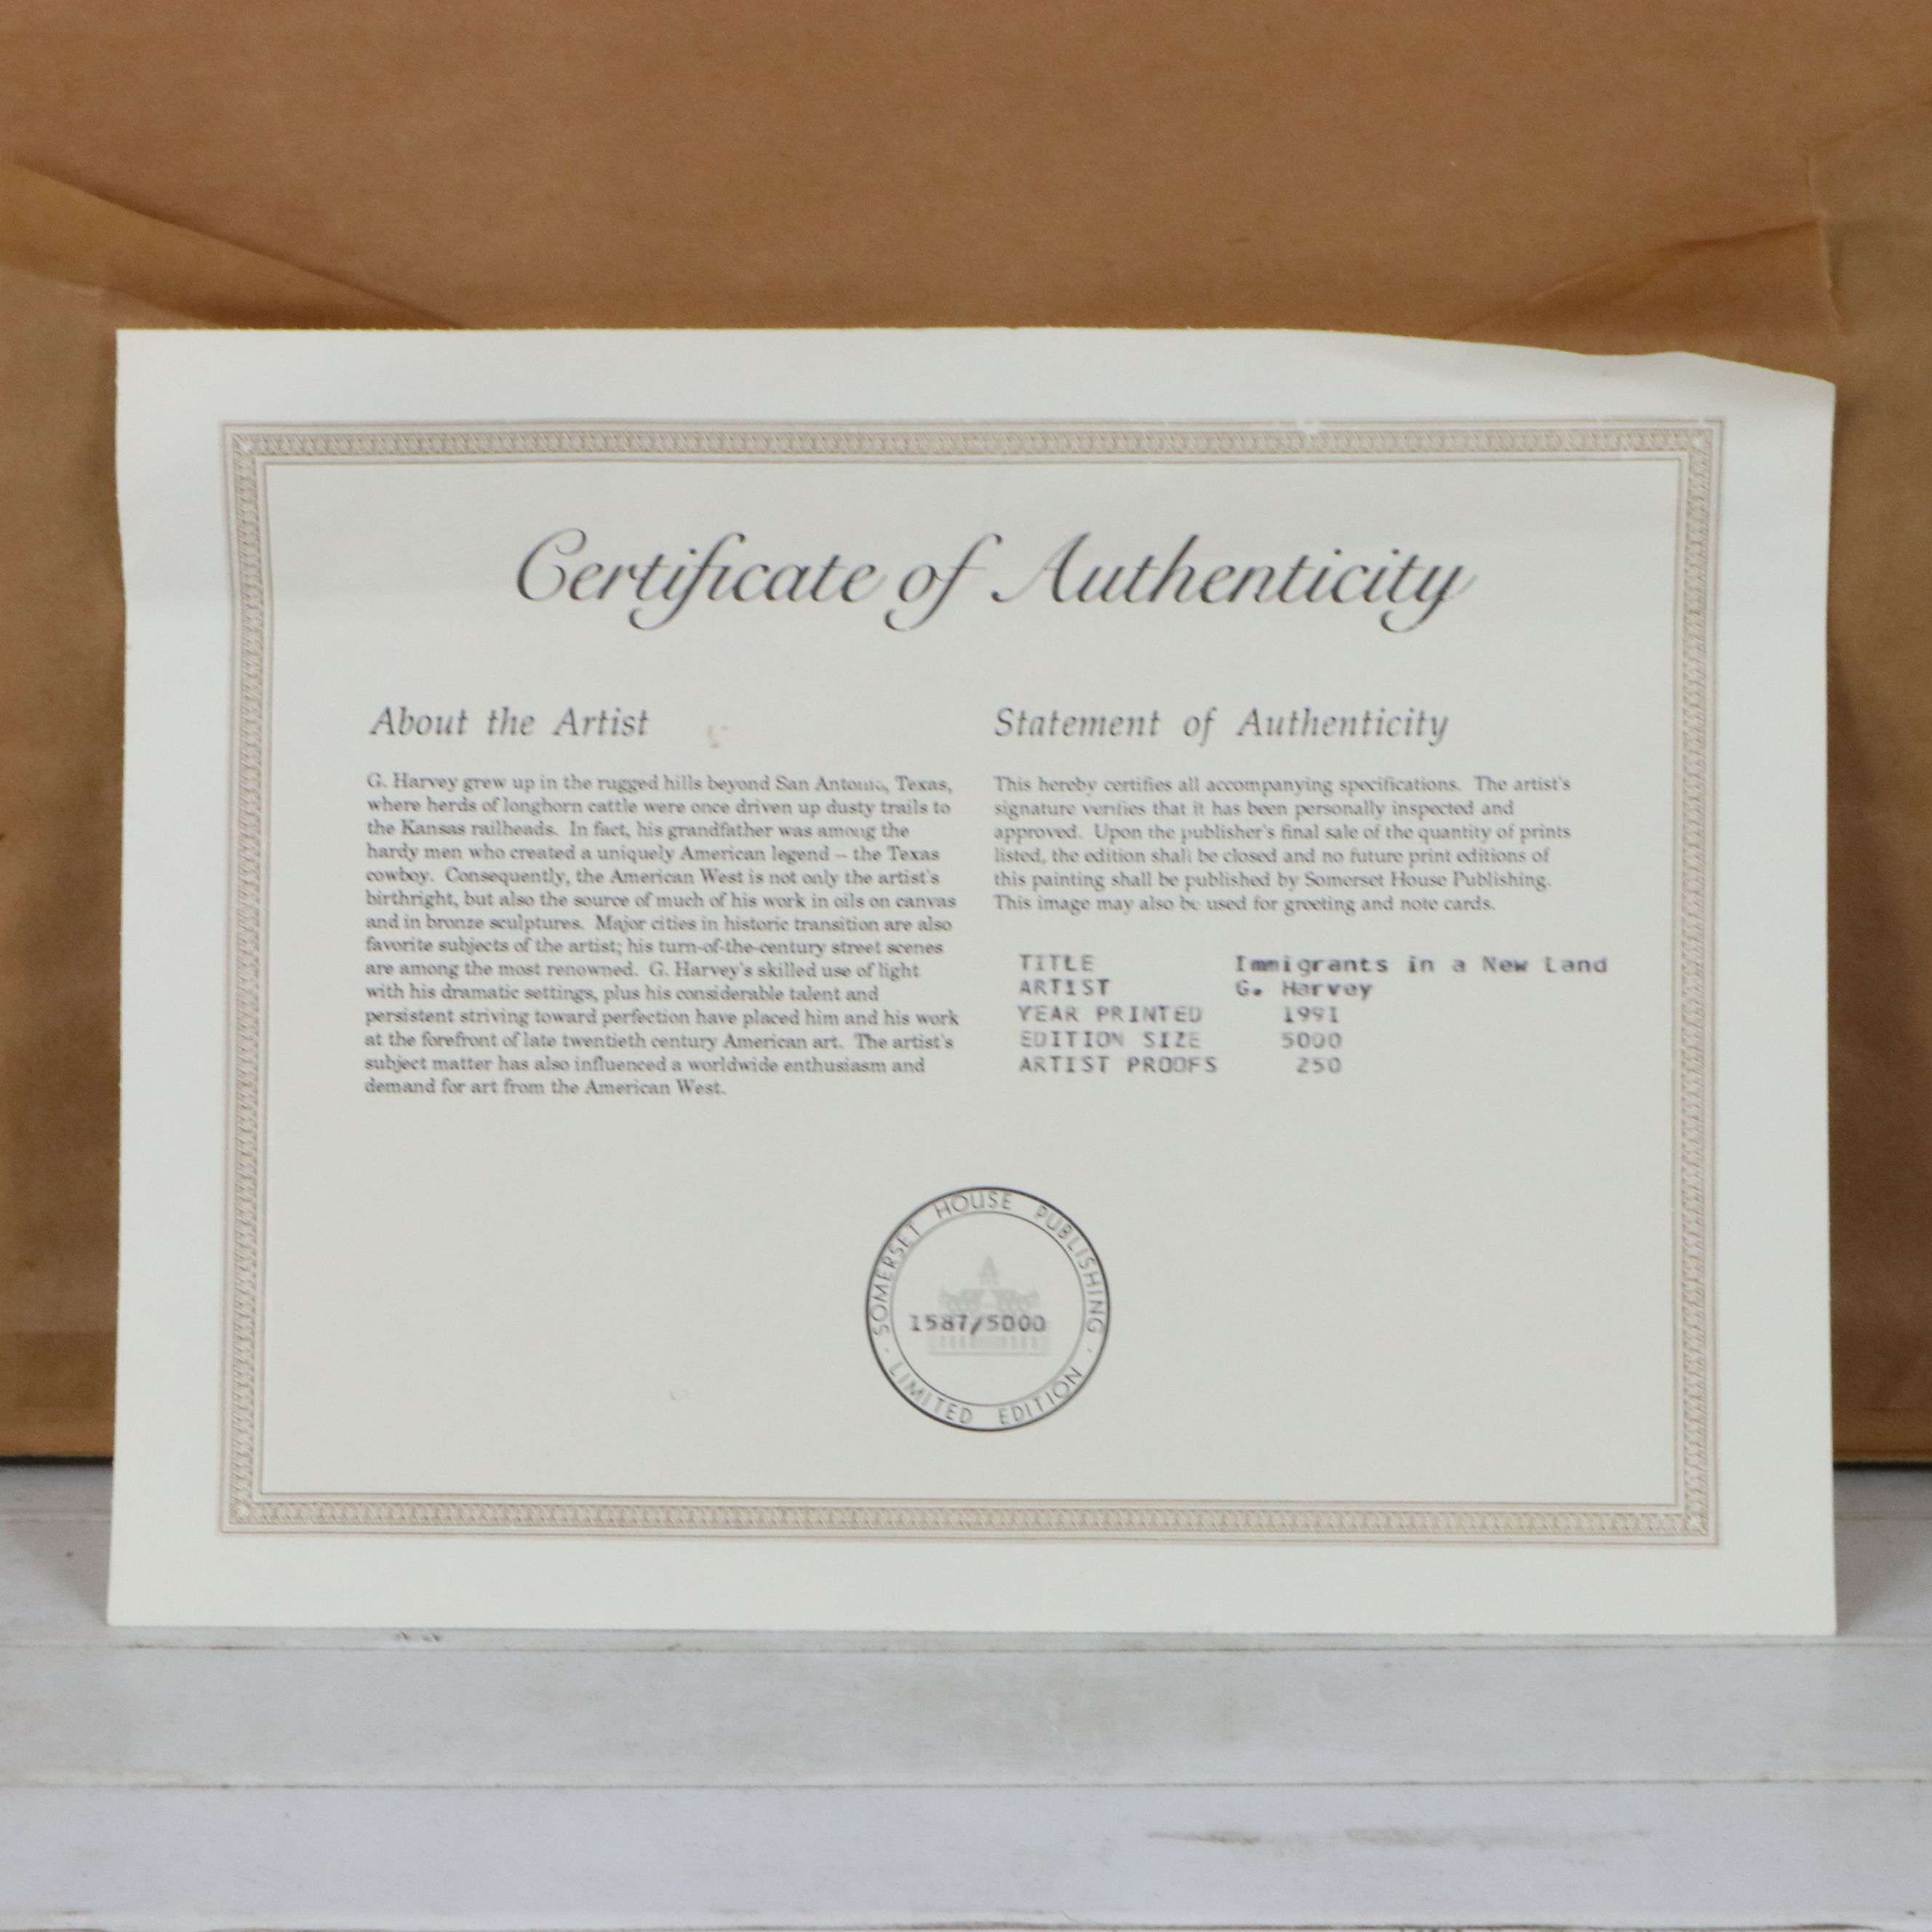 Certificate of Authenticity
About the Artist
G. Harvey grew up in the rugged hills beyond San Antonio, Texas,
where herds of longhorn cattle were once driven up dusty trails to
the Kansas railheads. In fact, his grandfather was among the
hardy men who created a uniquely American legend – the Texas
cowboy. Consequently, the American West is not only the artist's
birthright, but also the source of much of his work in oils on canvas
and in bronze sculptures. Major cities in historic transition are also
favorite subjects of the artist; his turn-of-the-century street scenes
are among the most renowned. G. Harvey's skilled use of light
with his dramatic settings, plus his considerable talent and
persistent striving toward perfection have placed him and his work
at the forefront of late twentieth century American art. The artist's
subject matter has also influenced a worldwide enthusiasm and
demand for art from the American West.
Statement of Authenticity
This hereby certifies all accompanying specifications. The artist's
signature verifies that it has been personally inspected and
approved. Upon the publisher's final sale of the quantity of prints
listed, the edition shall be closed and no future print editions of
this painting shall be published by Somerset House Publishing.
This image may also be used for greeting and note cards.
TITLE Immigrants in a New Land
ARTIST G. Harvey
YEAR PRINTED 1991
EDITION SIZE 5000
ARTIST PROOFS 250
SOMERSET HOUSE PUBLISHING
1587/5000
LIMITED EDITION